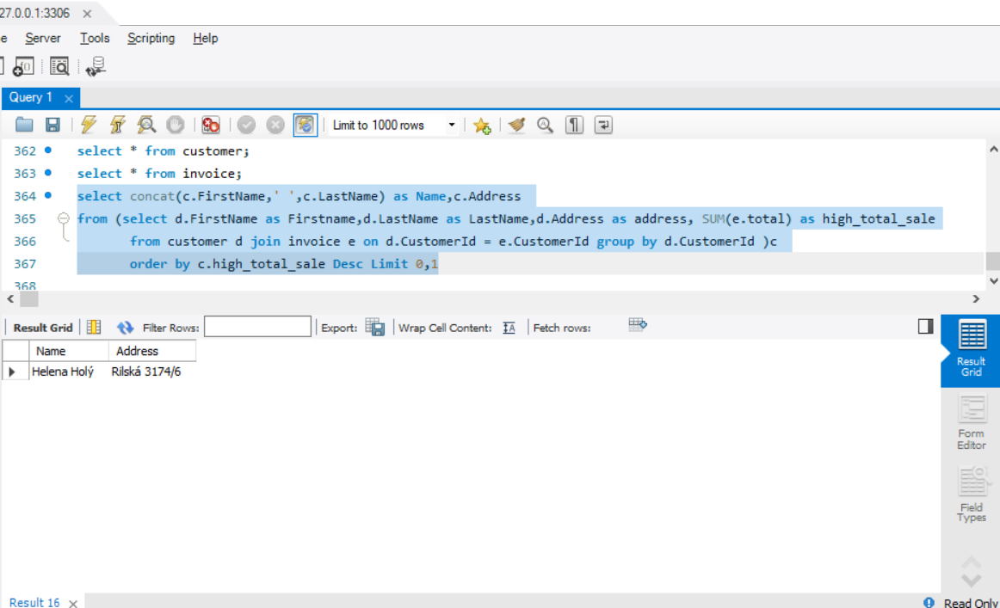 27.0.0.1:3306 ×
e Server Tools Scripting Help
Query 1 ×
Limit to 1000 rows
362 select * from customer;
363 select * from invoice;
364 select concat(c.FirstName,' ',c.LastName) as Name,c.Address
365 from (select d.FirstName as Firstname,d.LastName as LastName,d.Address as address, SUM(e.total) as high_total_sale
366 from customer d join invoice e on d.CustomerId = e.CustomerId group by d.CustomerId )c
367 order by c.high_total_sale Desc Limit 0,1
368
Result Grid Filter Rows: Export: Wrap Cell Content: Fetch rows:
Name Address
Helena Holý Rilská 3174/6
Result Grid
Form Editor
Field Types
Result 16 × Read Only